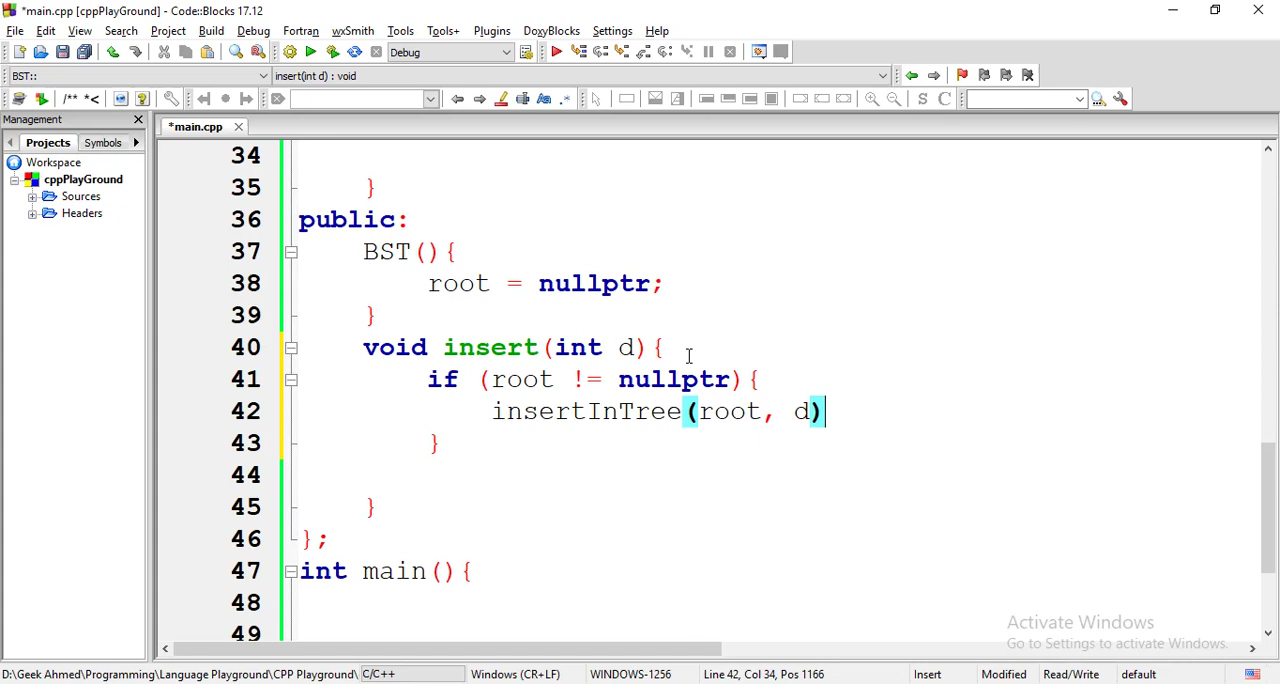 *main.cpp [cppPlayGround] - Code::Blocks 17.12
File Edit View Search Project Build Debug Fortran wxSmith Tools Tools+ Plugins DoxyBlocks Settings Help
Debug
BST:: insert(int d) : void
/** *<
S C
Management
*main.cpp
Projects Symbols
Workspace
cppPlayGround
Sources
Headers
34
35 }
36 public:
37 BST(){
38 root = nullptr;
39 }
40 void insert(int d){
41 if (root != nullptr){
42 insertInTree(root, d)
43 }
44
45 }
46 };
47 int main(){
48
49
Activate Windows
Go to Settings to activate Windows.
D:\Geek Ahmed\Programming\Language Playground\CPP Playground\ C/C++ Windows (CR+LF) WINDOWS-1256 Line 42, Col 34, Pos 1166 Insert Modified Read/Write default